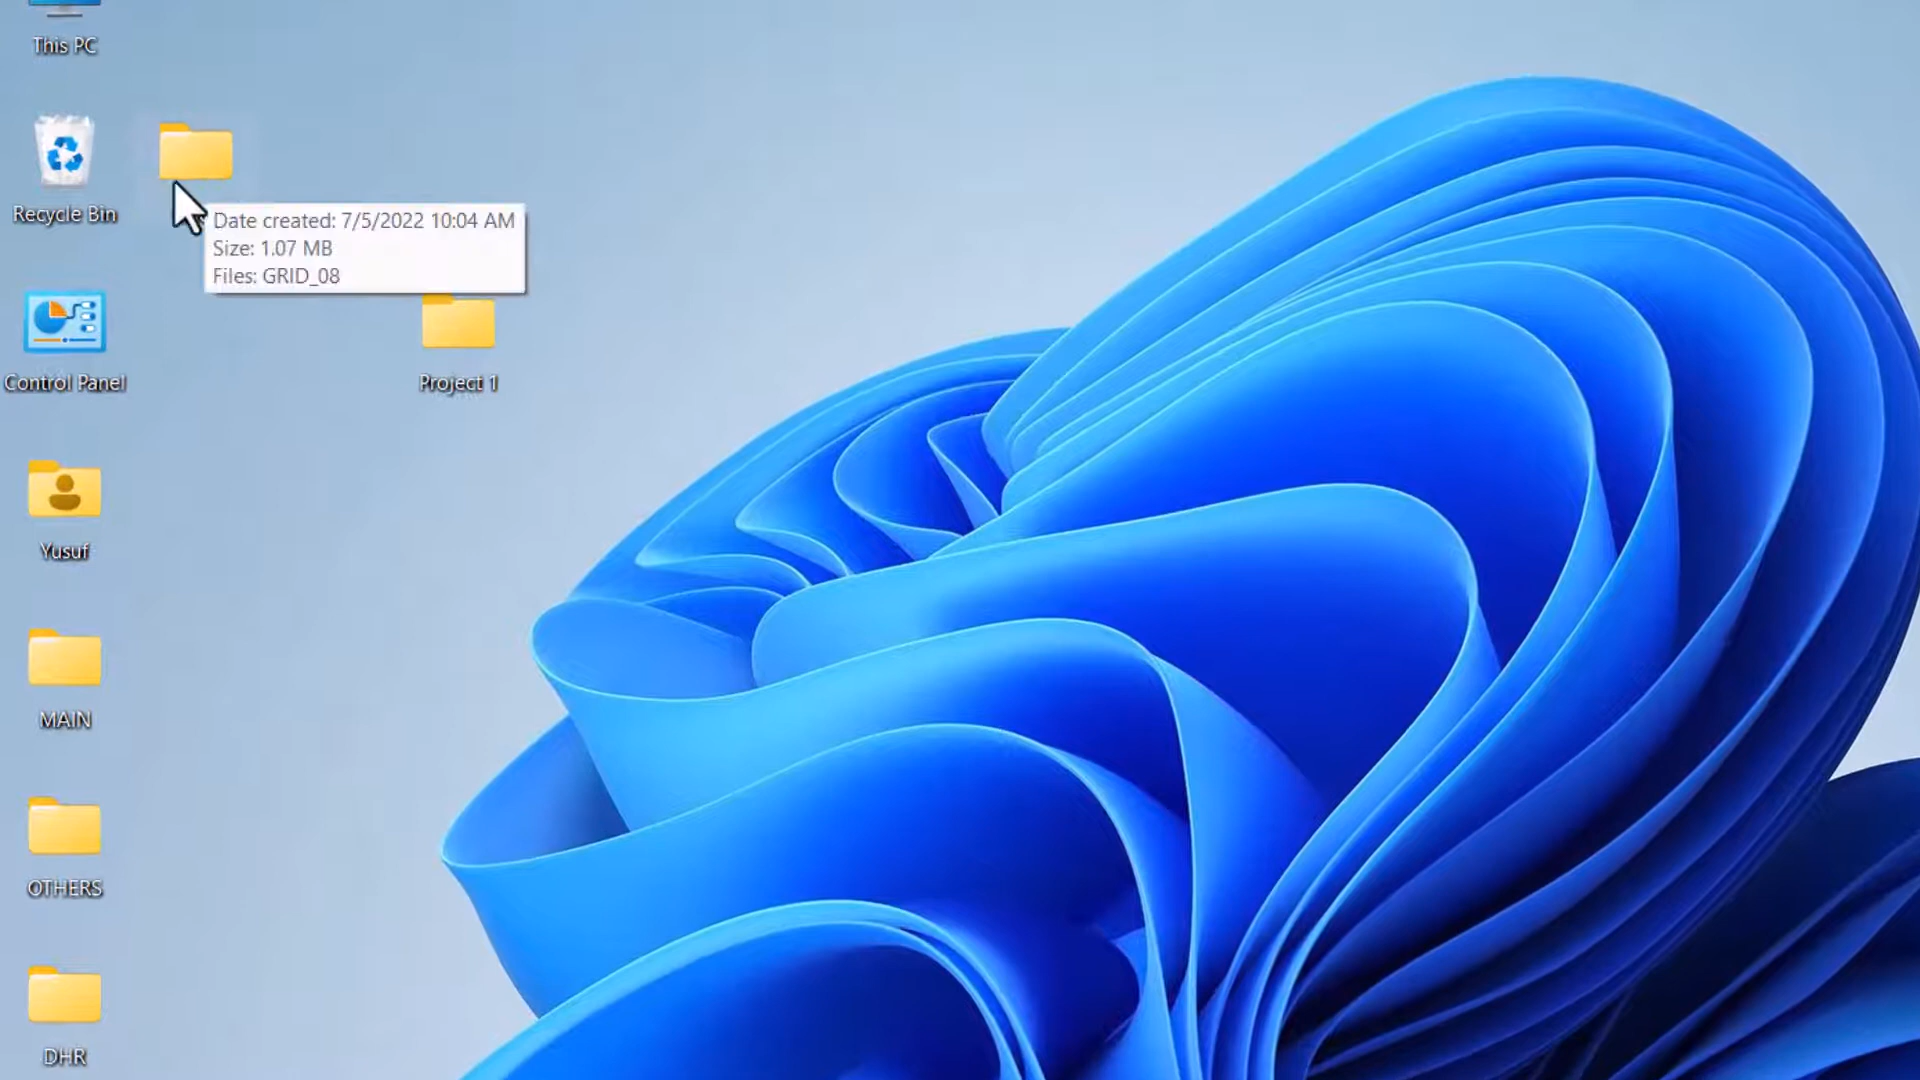 This PC
Recycle Bin
Date created: 7/5/2022 10:04 AM
Size: 1.07 MB
Files: GRID_08
Control Panel
Project 1
Yusuf
MAIN
OTHERS
DHR